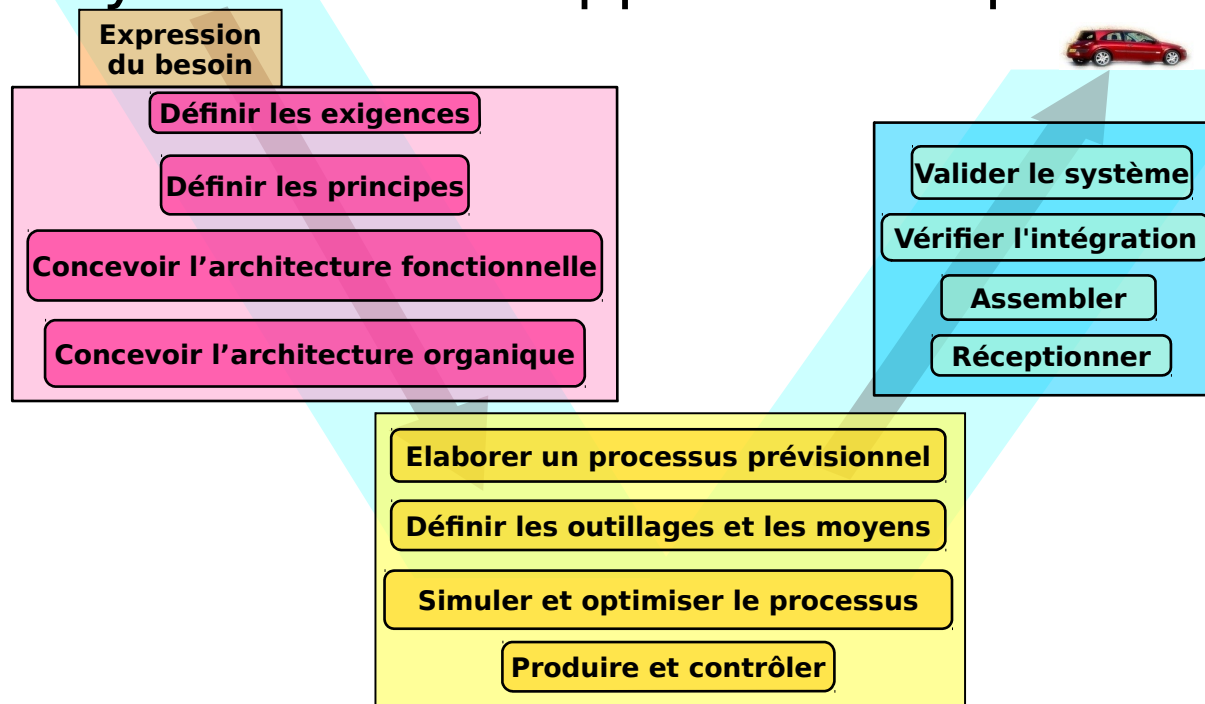 Expression
du besoin
Définir les exigences
Définir les principes
Concevoir l’architecture fonctionnelle
Concevoir l’architecture organique
Elaborer un processus prévisionnel
Définir les outillages et les moyens
Simuler et optimiser le processus
Produire et contrôler
Valider le système
Vérifier l'intégration
Assembler
Réceptionner